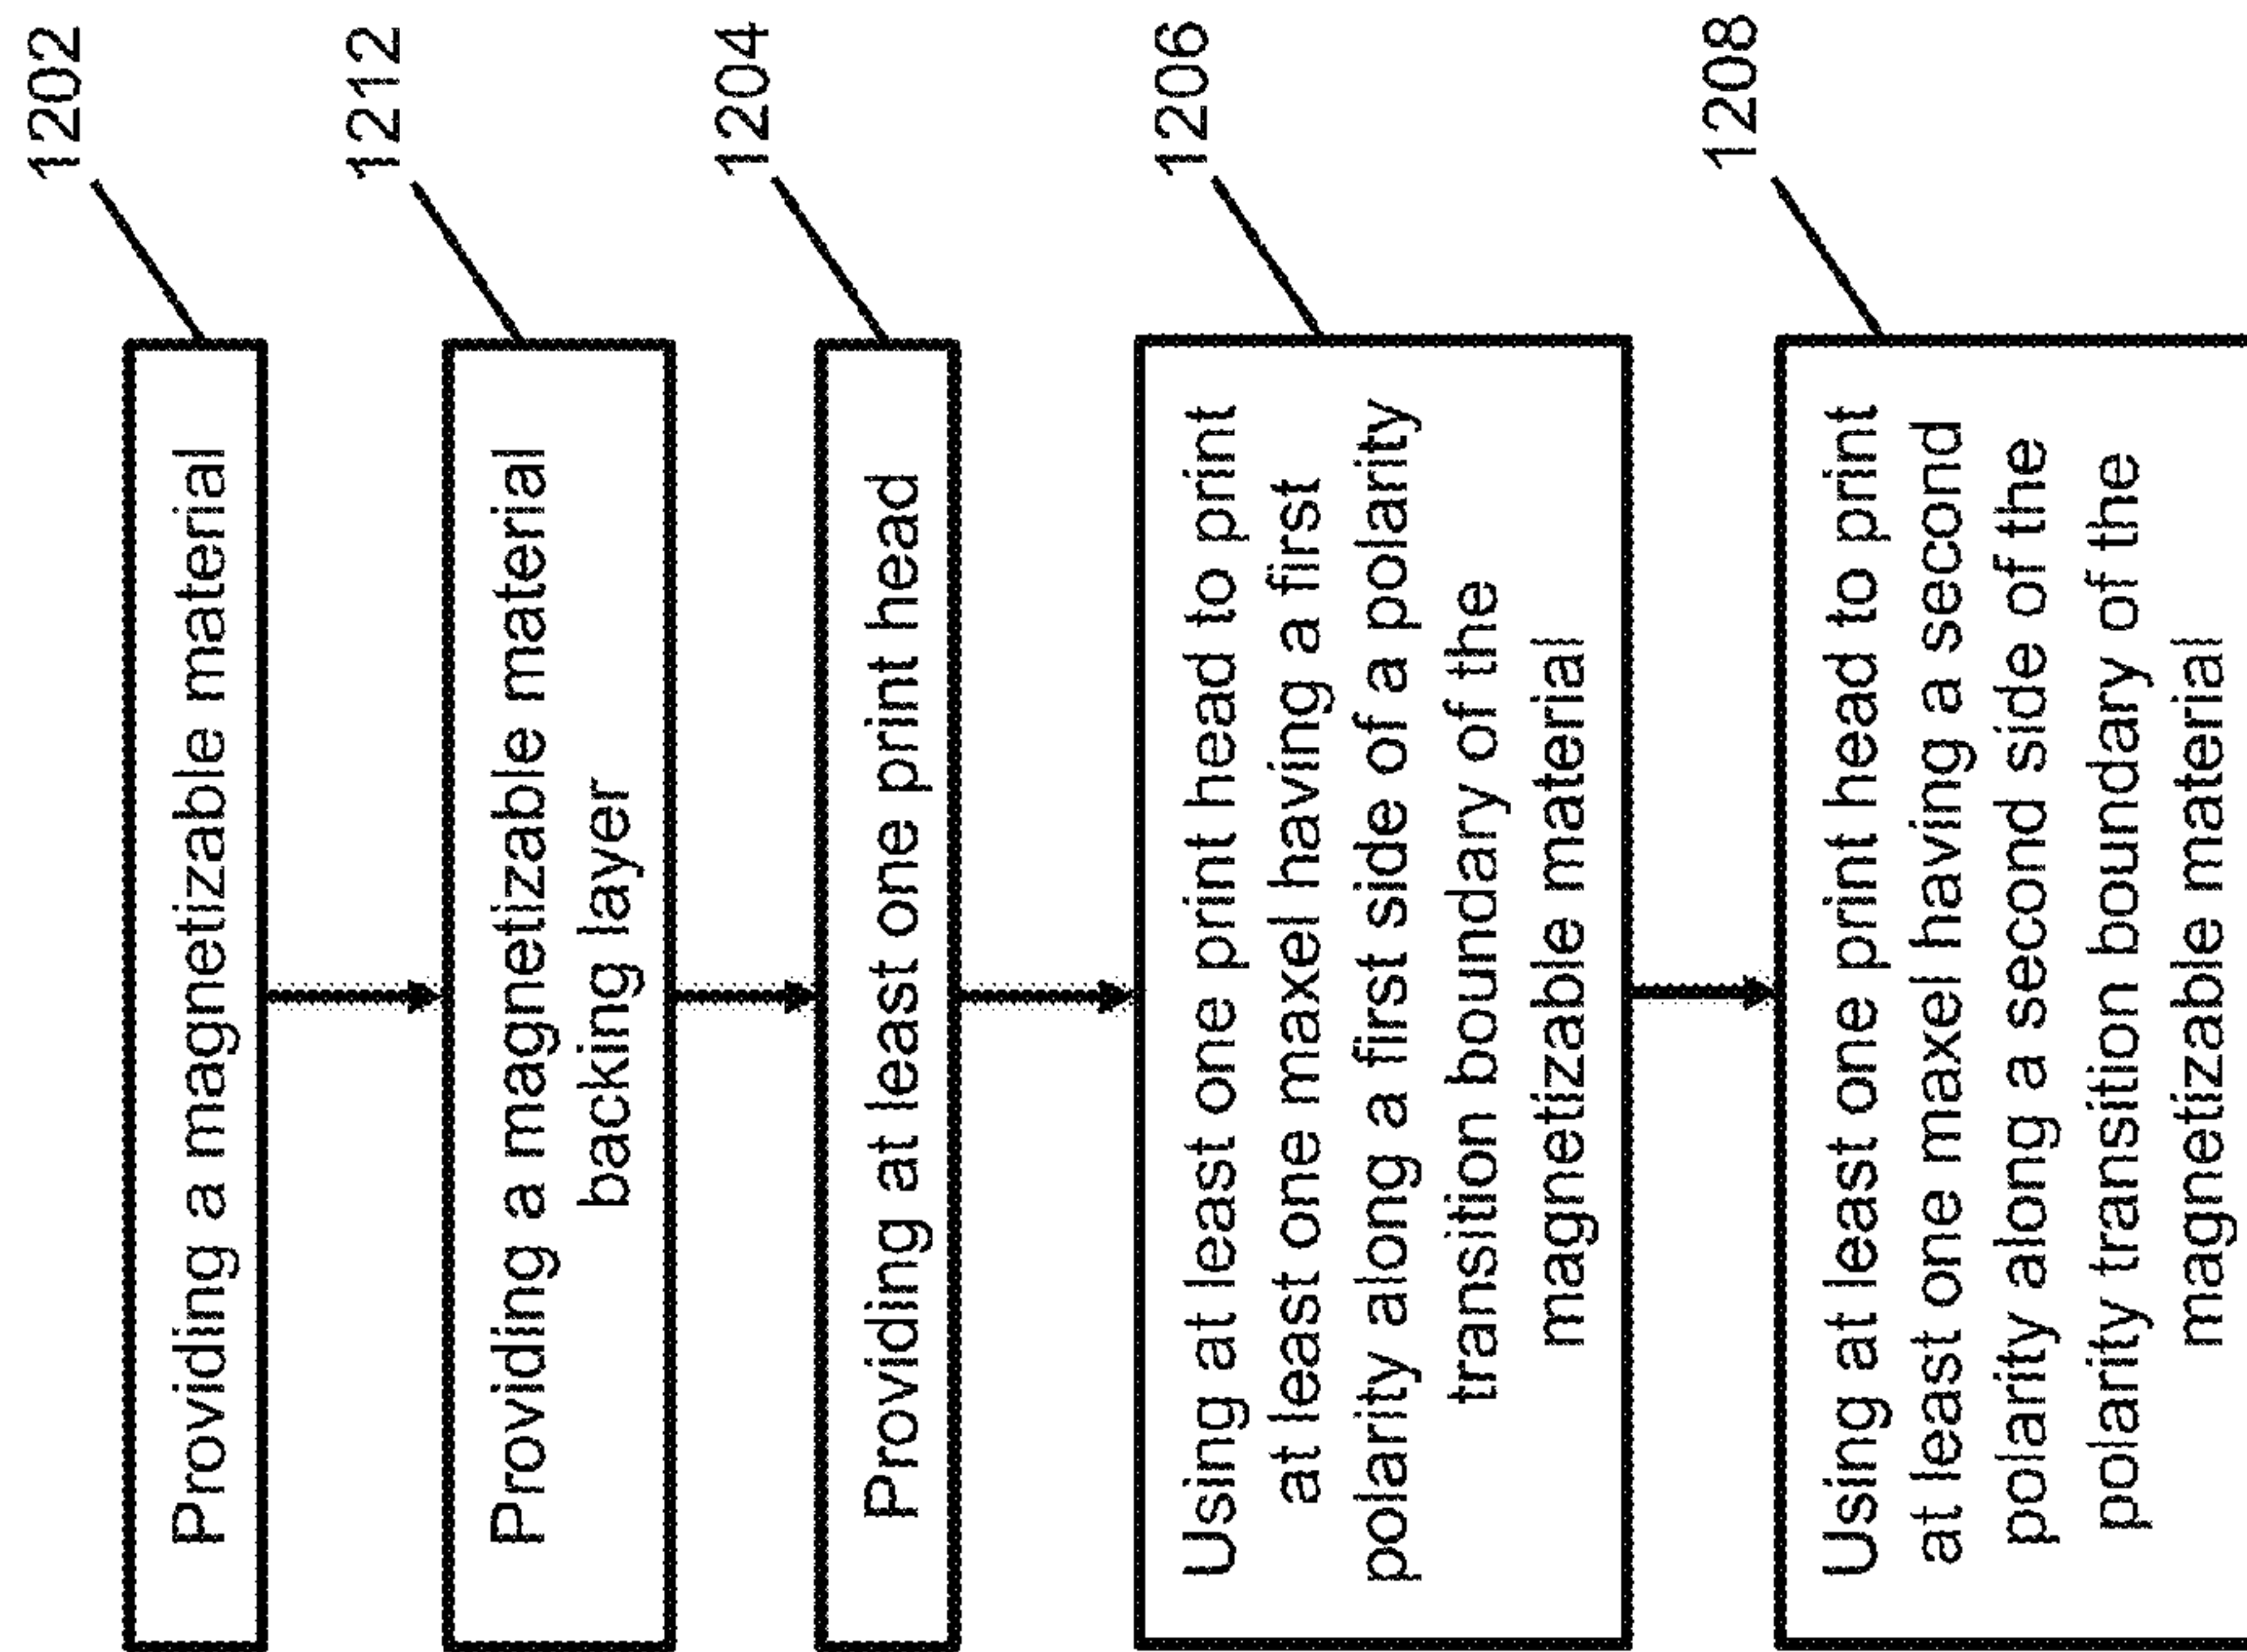 1202
Providing a magnetizable material
1212
Providing a magnetizable material
backing layer
1204
Providing at least one print head
1206
Using at least one print head to print
at least one maxel having a first
polarity along a first side of a polarity
transition boundary of the
magnetizable material
1208
Using at least one print head to print
at least one maxel having a second
polarity along a second side of the
polarity transition boundary of the
magnetizable material